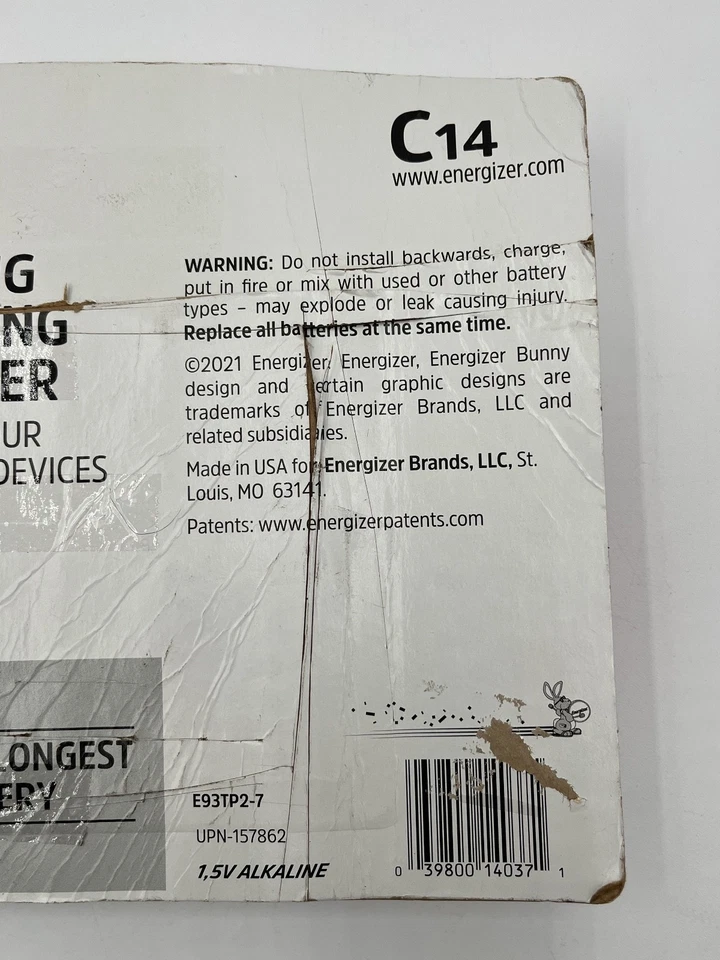 C14
www.energizer.com
WARNING: Do not install backwards, charge,
put in fire or mix with used or other battery
types – may explode or leak causing injury.
Replace all batteries at the same time.
©2021 Energizer. Energizer, Energizer Bunny
design and certain graphic designs are
trademarks of Energizer Brands, LLC and
related subsidiaries.
Made in USA for Energizer Brands, LLC, St.
Louis, MO 63141.
Patents: www.energizerpatents.com
G
NG
ER
UR
DEVICES
LONGEST
ERY
E93TP2-7
UPN-157862
1,5V ALKALINE
0 39800 14037 1